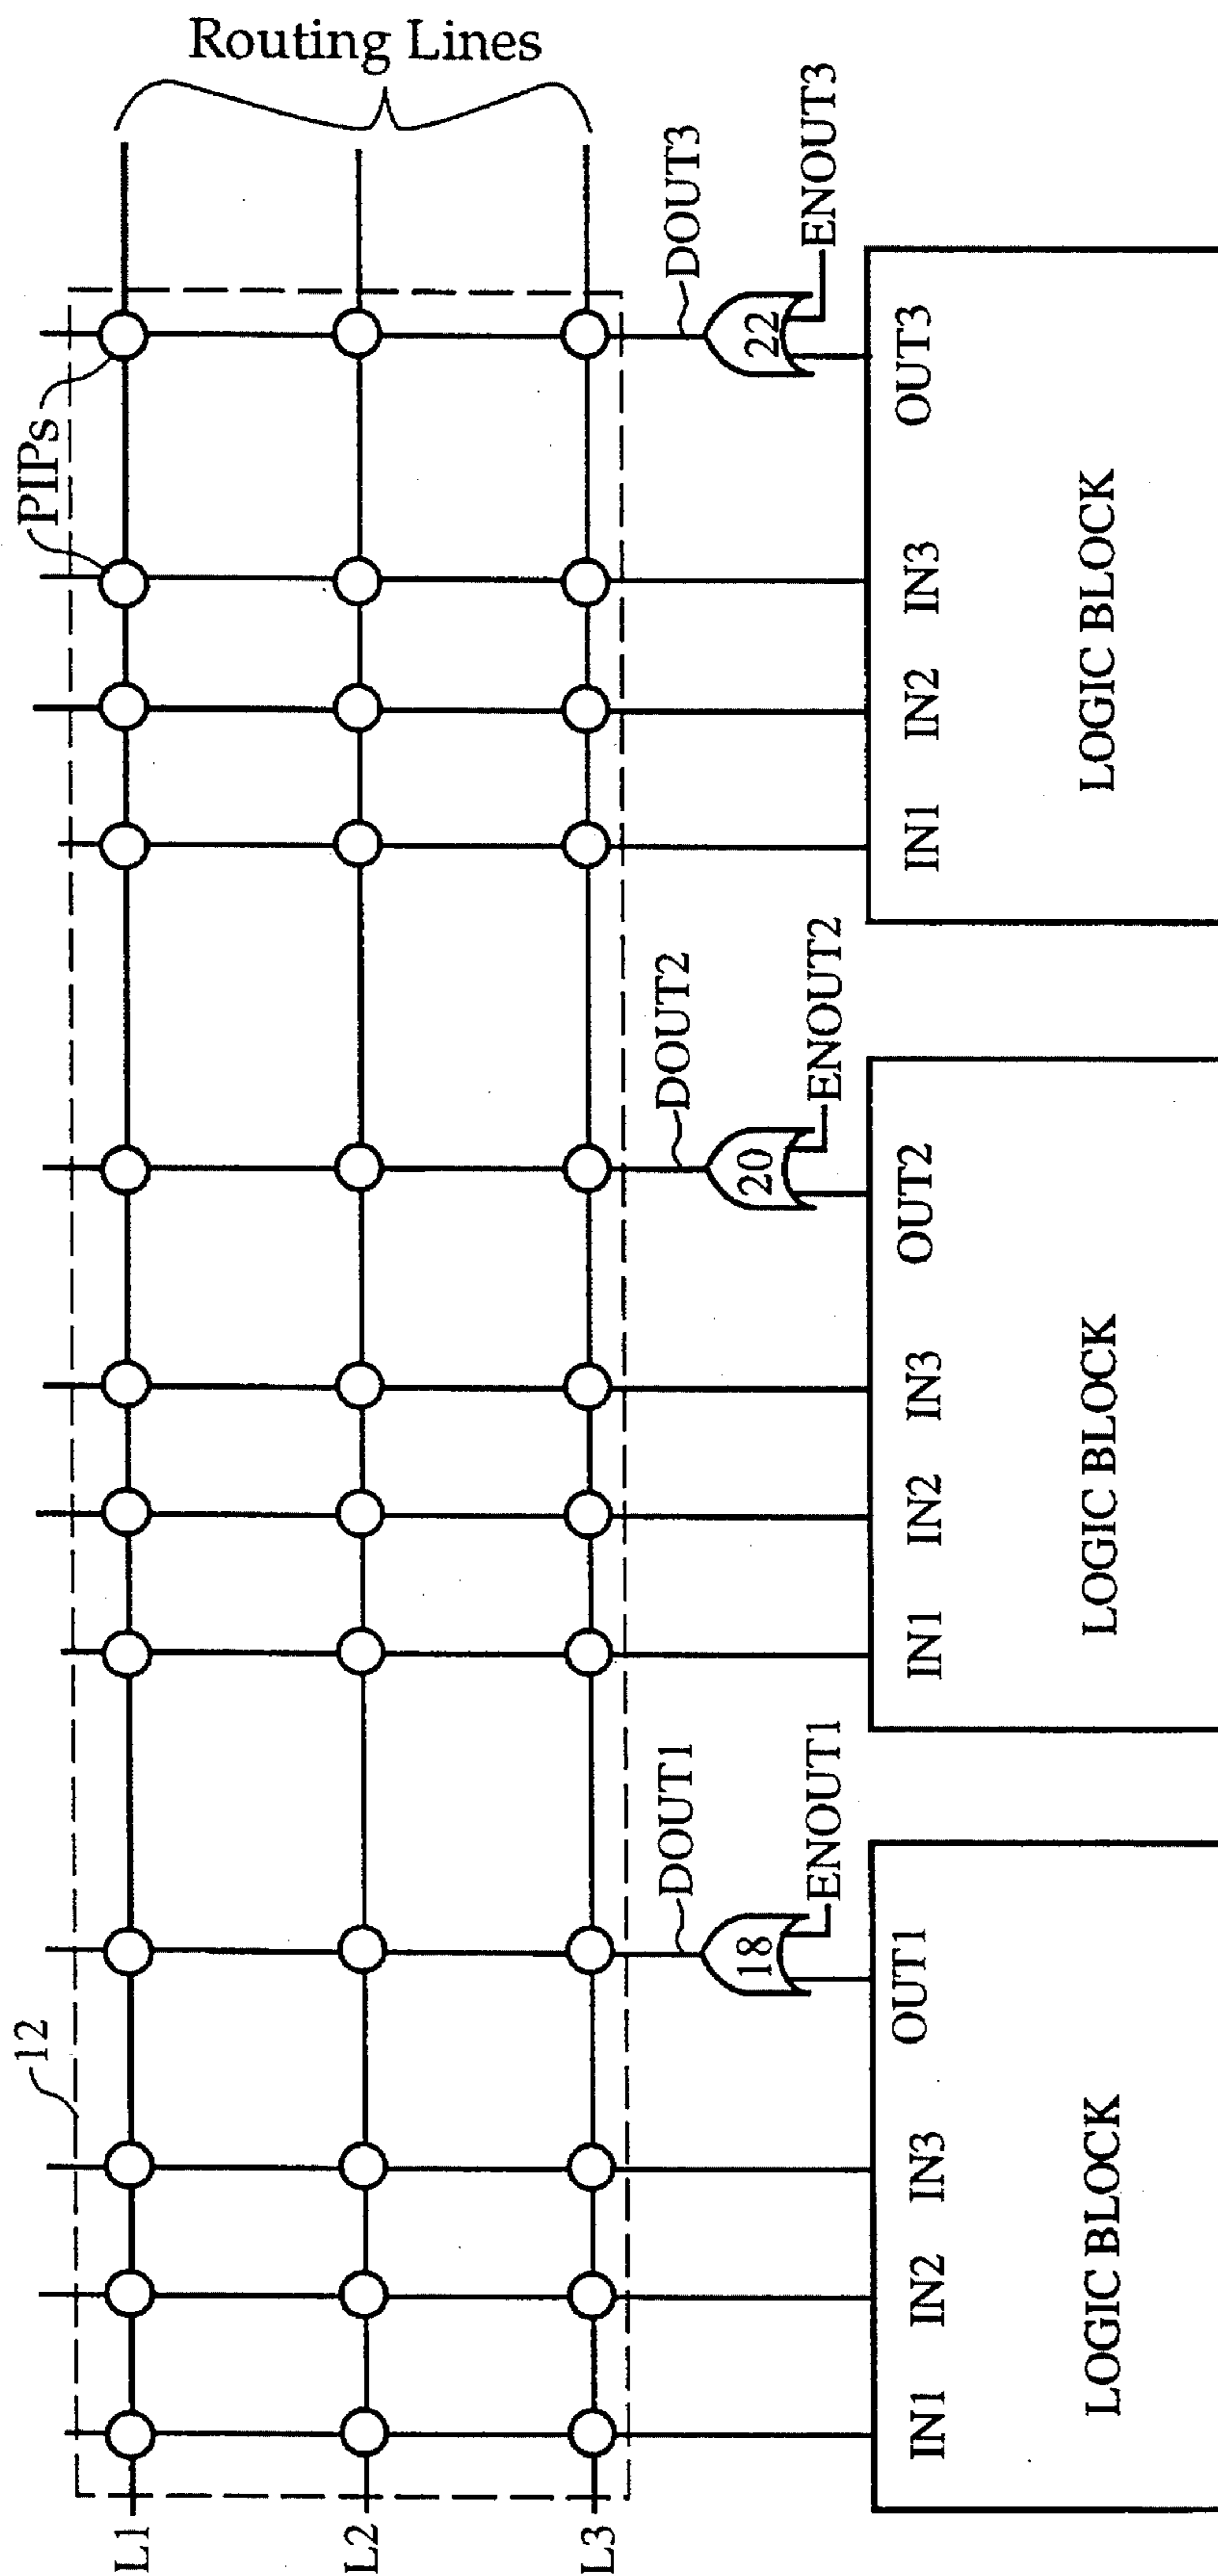 Routing Lines
PIPs
12
L1
L2
L3
DOUT1
DOUT2
DOUT3
18
ENOUT1
20
ENOUT2
22
ENOUT3
IN1 IN2 IN3 OUT1
LOGIC BLOCK
IN1 IN2 IN3 OUT2
LOGIC BLOCK
IN1 IN2 IN3 OUT3
LOGIC BLOCK